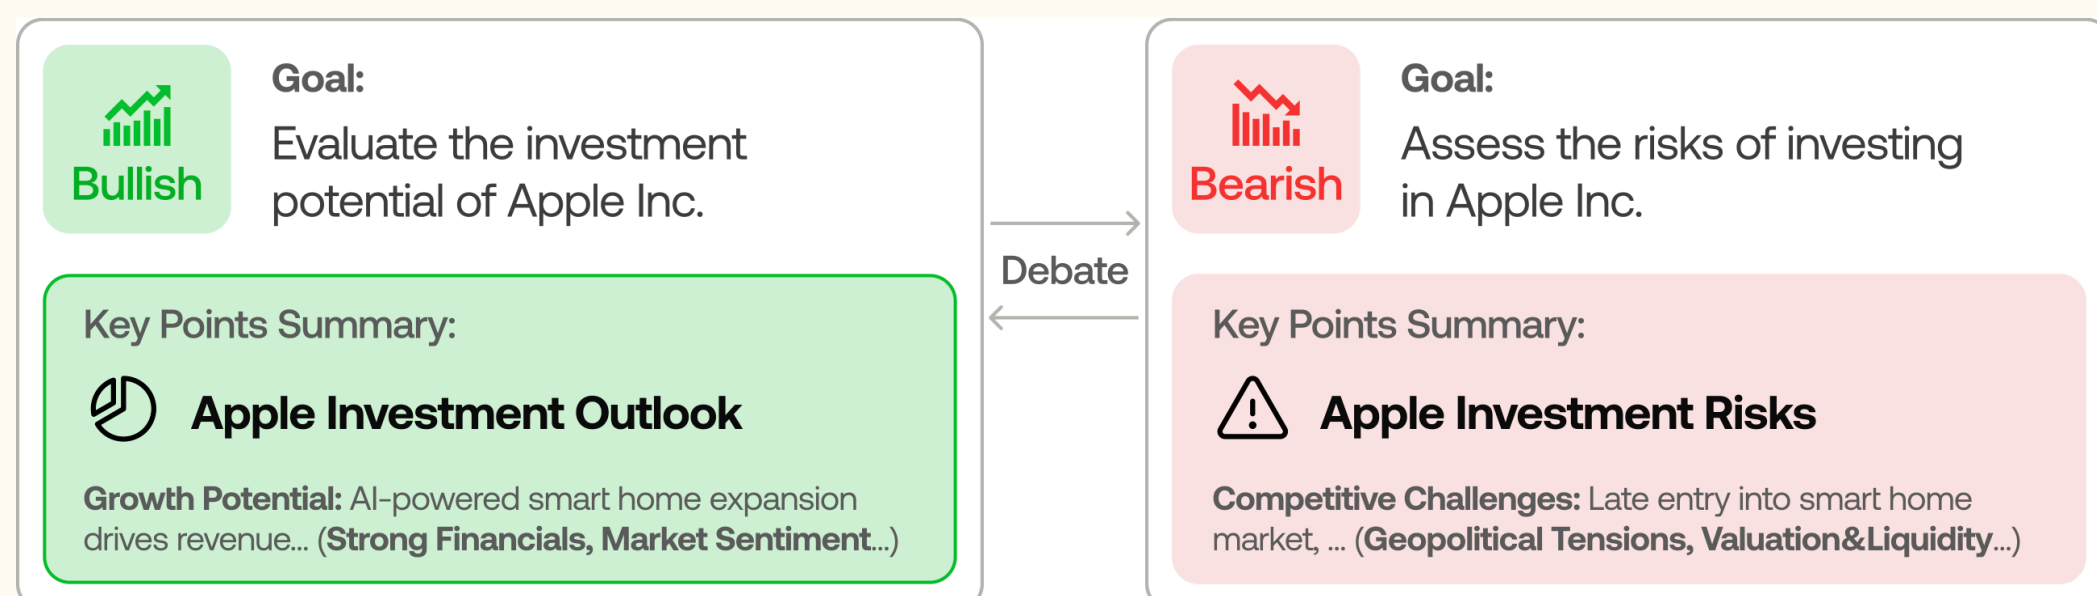 Bullish
Goal:
Evaluate the investment
potential of Apple Inc.
Key Points Summary:
Apple Investment Outlook
Growth Potential: AI-powered smart home expansion
drives revenue... (Strong Financials, Market Sentiment...)
Debate
Bearish
Goal:
Assess the risks of investing
in Apple Inc.
Key Points Summary:
Apple Investment Risks
Competitive Challenges: Late entry into smart home
market, ... (Geopolitical Tensions, Valuation&Liquidity...)